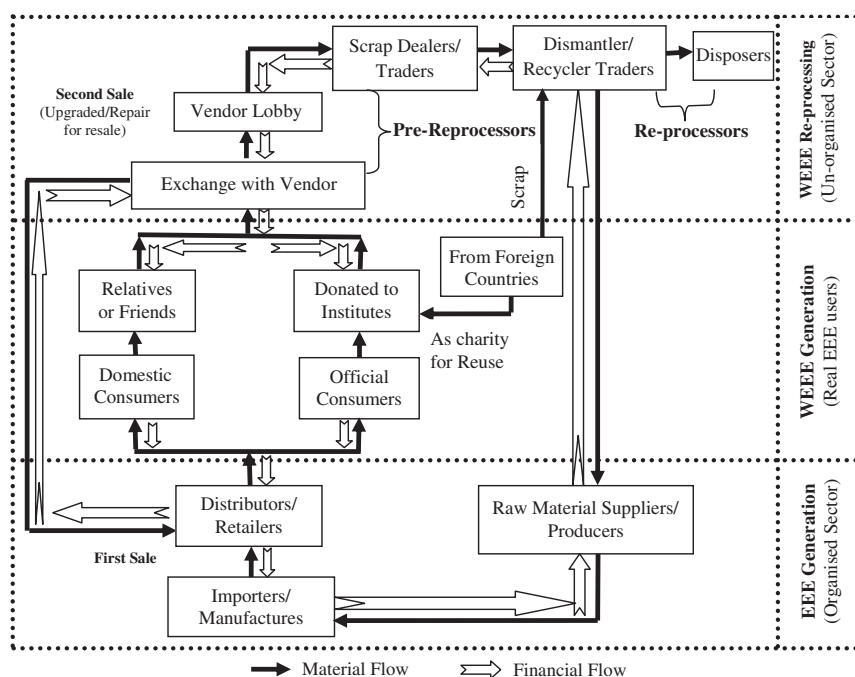 Scrap Dealers/
Traders
Dismantler/
Recycler Traders
Disposers
Second Sale
(Upgraded/Repair
for resale)
Vendor Lobby
Pre-Reprocessors
Re-processors
Exchange with Vendor
Scrap
WEEE Re-processing
(Un-organised Sector)
Relatives
or Friends
Donated to
Institutes
From Foreign
Countries
As charity
for Reuse
Domestic
Consumers
Official
Consumers
WEEE Generation
(Real EEE users)
Distributors/
Retailers
Raw Material Suppliers/
Producers
First Sale
Importers/
Manufactures
EEE Generation
(Organised Sector)
Material Flow
Financial Flow